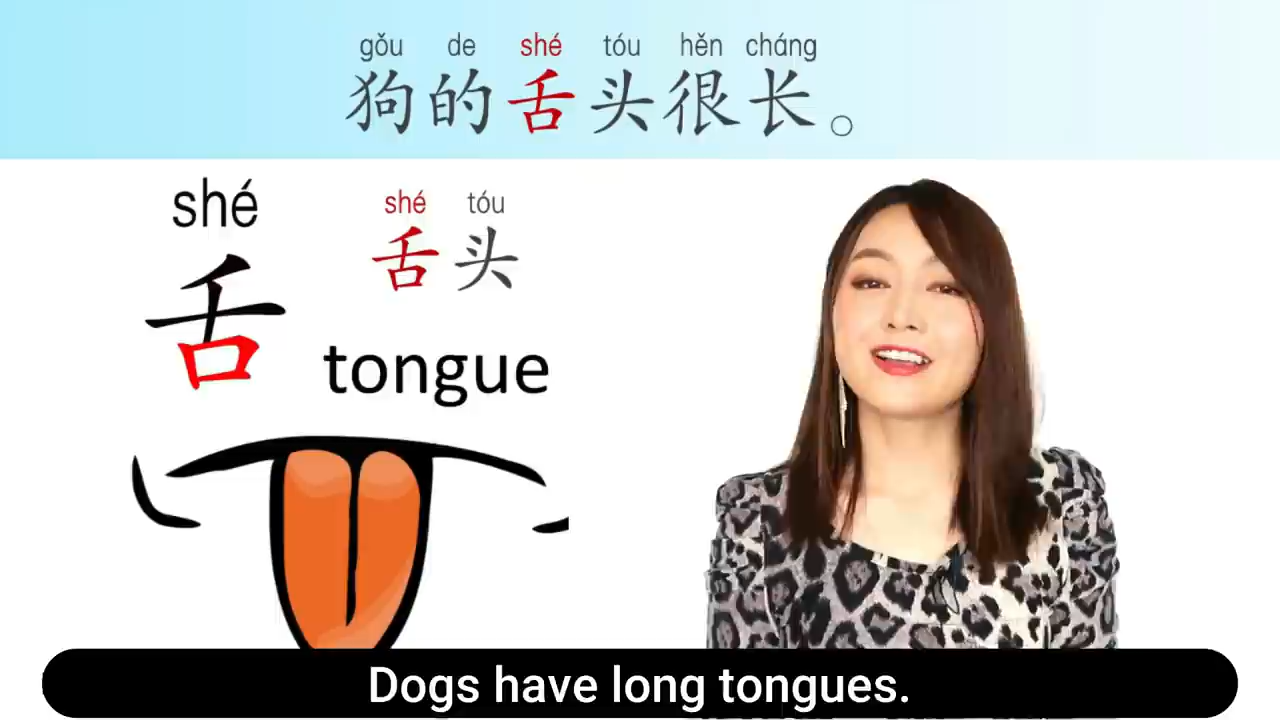 gǒu de shé tóu hěn cháng
狗的舌头很长。
shé
舌
shé tóu
舌头
tongue
Dogs have long tongues.